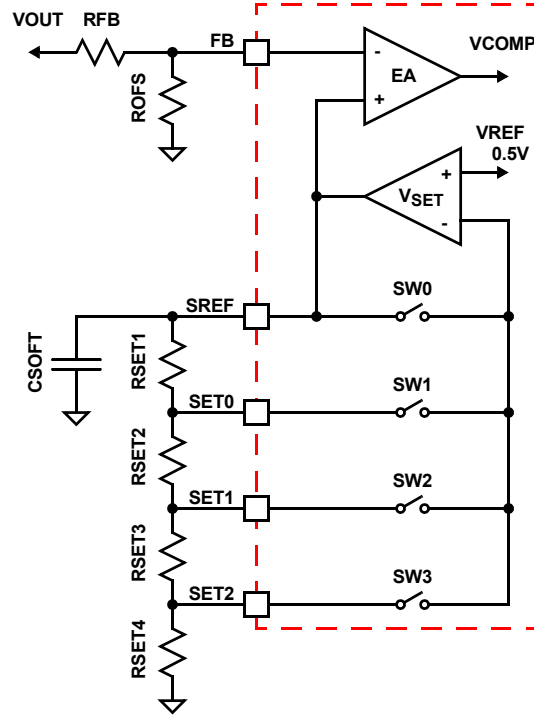 VOUT
RFB
FB
ROFS
-
+
EA
VCOMP
VREF
0.5V
+
-
VSET
SREF
SW0
CSOFT
RSET1
SET0
SW1
RSET2
SET1
SW2
RSET3
SET2
SW3
RSET4